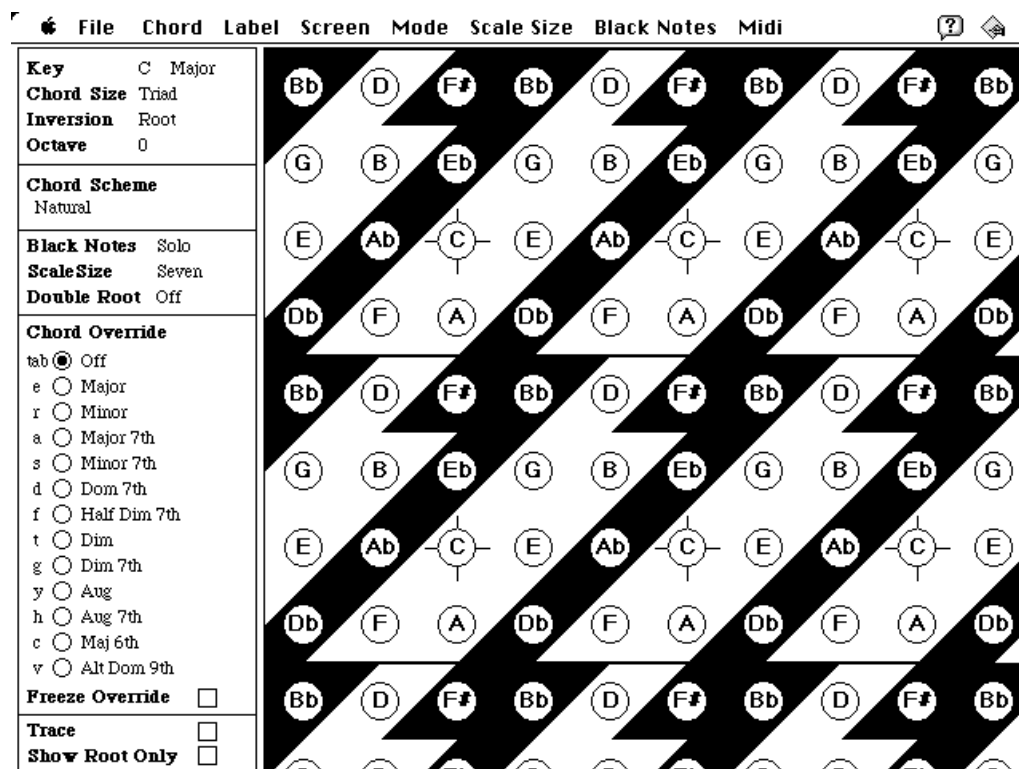 File Chord Label Screen Mode Scale Size Black Notes Midi
Key C Major
Chord Size Triad
Inversion Root
Octave 0
Chord Scheme
Natural
Black Notes Solo
ScaleSize Seven
Double Root Off
Chord Override
tab Off
e Major
r Minor
a Major 7th
s Minor 7th
d Dom 7th
f Half Dim 7th
t Dim
g Dim 7th
y Aug
h Aug 7th
c Maj 6th
v Alt Dom 9th
Freeze Override
Trace
Show Root Only
Bb D F# Bb D F# Bb D F# Bb
G B Eb G B Eb G B Eb G
E Ab C E Ab C E Ab C E
Db F A Db F A Db F A Db
Bb D F# Bb D F# Bb D F# Bb
G B Eb G B Eb G B Eb G
E Ab C E Ab C E Ab C E
Db F A Db F A Db F A Db
Bb D F# Bb D F# Bb D F# Bb